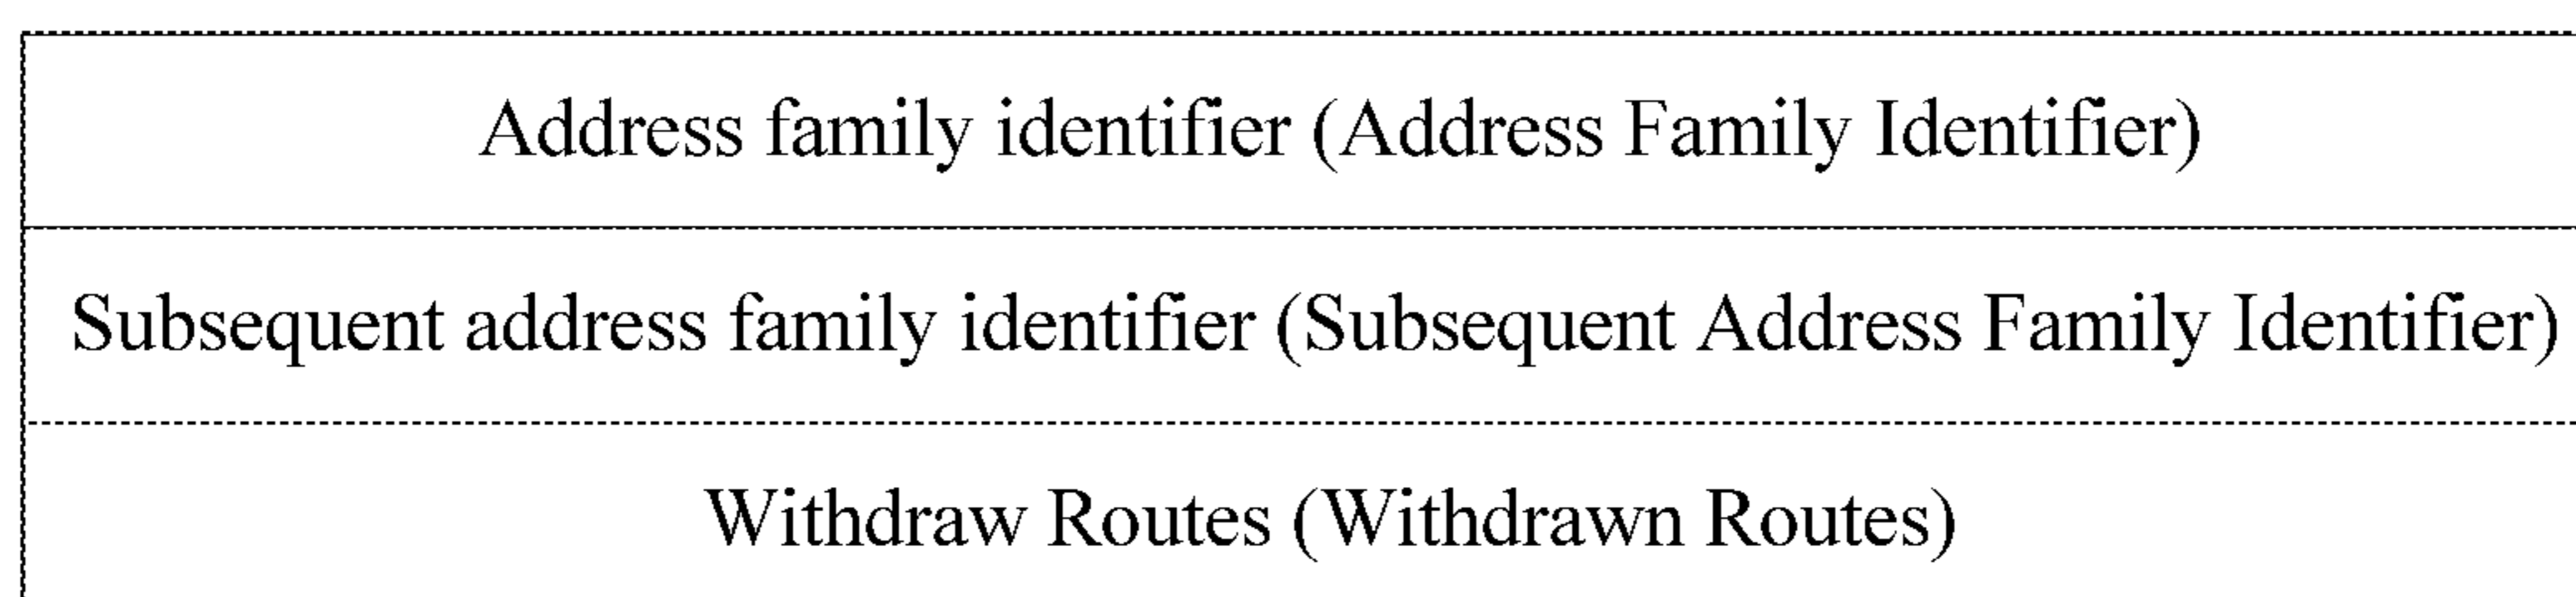 Address family identifier (Address Family Identifier)
Subsequent address family identifier (Subsequent Address Family Identifier)
Withdraw Routes (Withdrawn Routes)